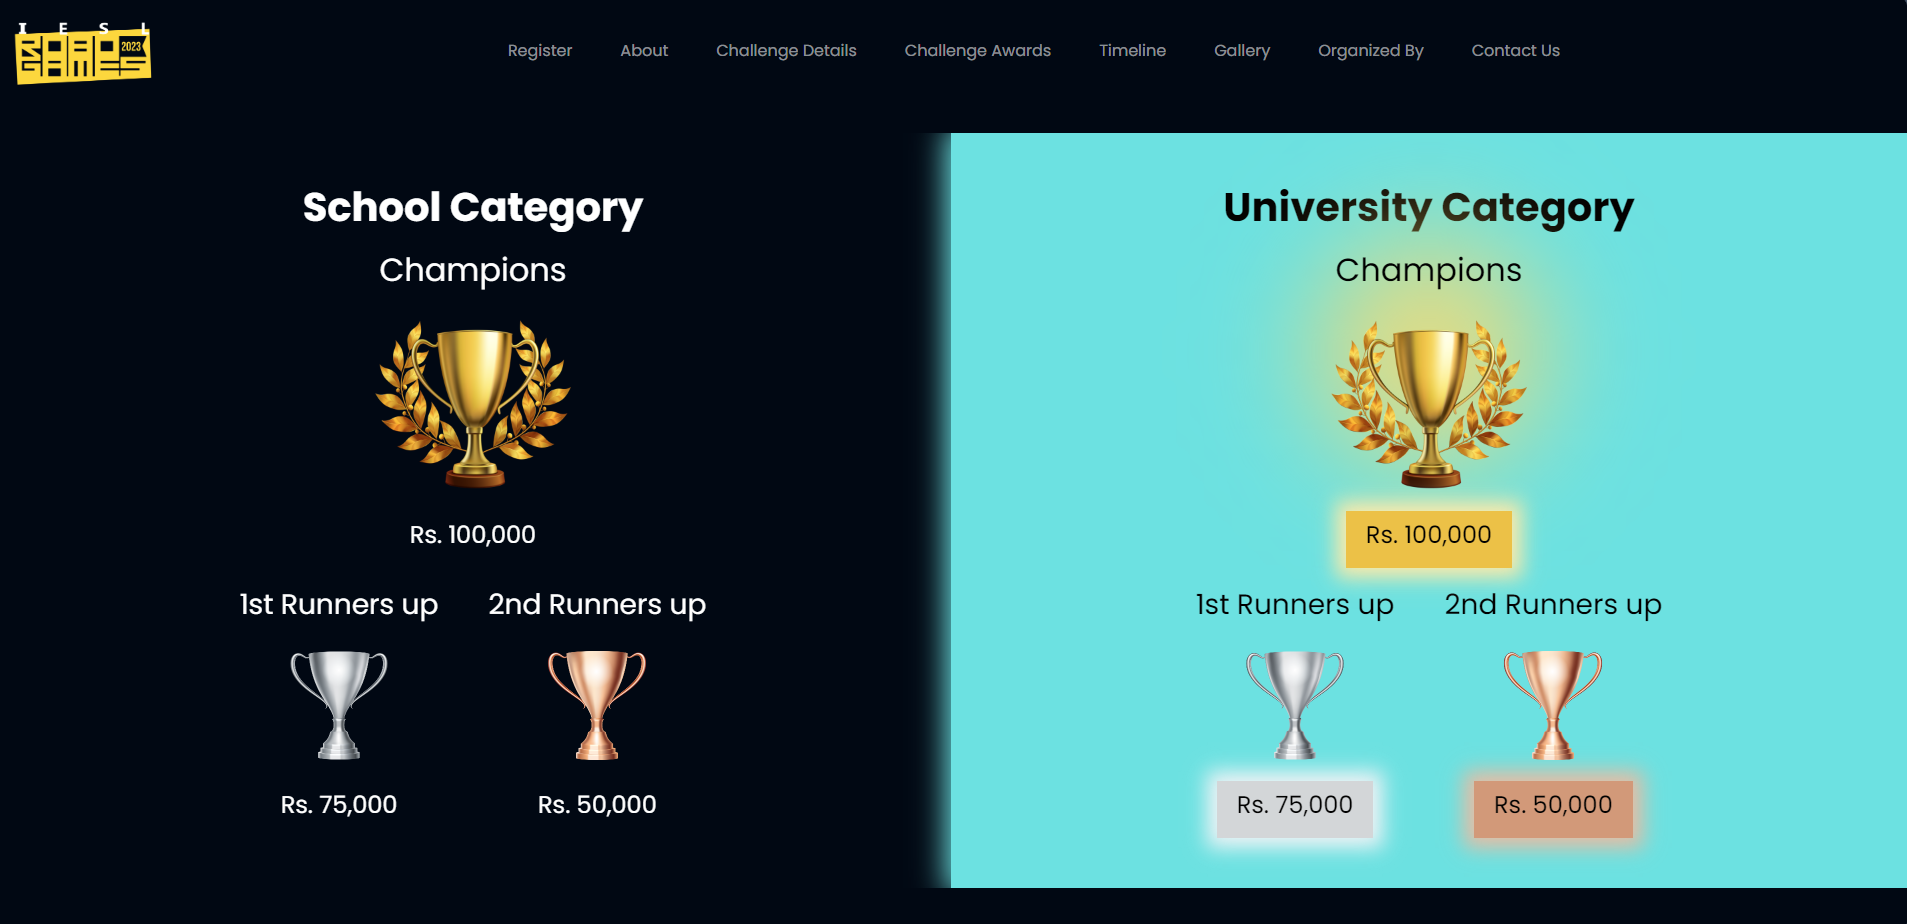 IESL
ROBO
2023
GAMES
Register About Challenge Details Challenge Awards Timeline Gallery Organized By Contact Us
School Category
Champions
Rs. 100,000
1st Runners up 2nd Runners up
Rs. 75,000 Rs. 50,000
University Category
Champions
Rs. 100,000
1st Runners up 2nd Runners up
Rs. 75,000 Rs. 50,000